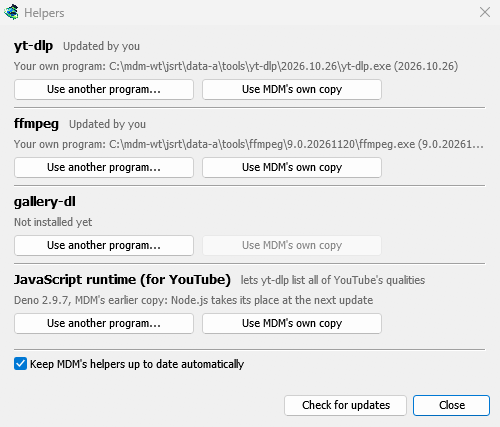 Helpers
yt-dlp Updated by you
Your own program: C:\mdm-wt\jsrt\data-a\tools\yt-dlp\2026.10.26\yt-dlp.exe (2026.10.26)
Use another program... Use MDM's own copy
ffmpeg Updated by you
Your own program: C:\mdm-wt\jsrt\data-a\tools\ffmpeg\9.0.20261120\ffmpeg.exe (9.0.20261...
Use another program... Use MDM's own copy
gallery-dl
Not installed yet
Use another program... Use MDM's own copy
JavaScript runtime (for YouTube) lets yt-dlp list all of YouTube's qualities
Deno 2.9.7, MDM's earlier copy: Node.js takes its place at the next update
Use another program... Use MDM's own copy
Keep MDM's helpers up to date automatically
Check for updates Close